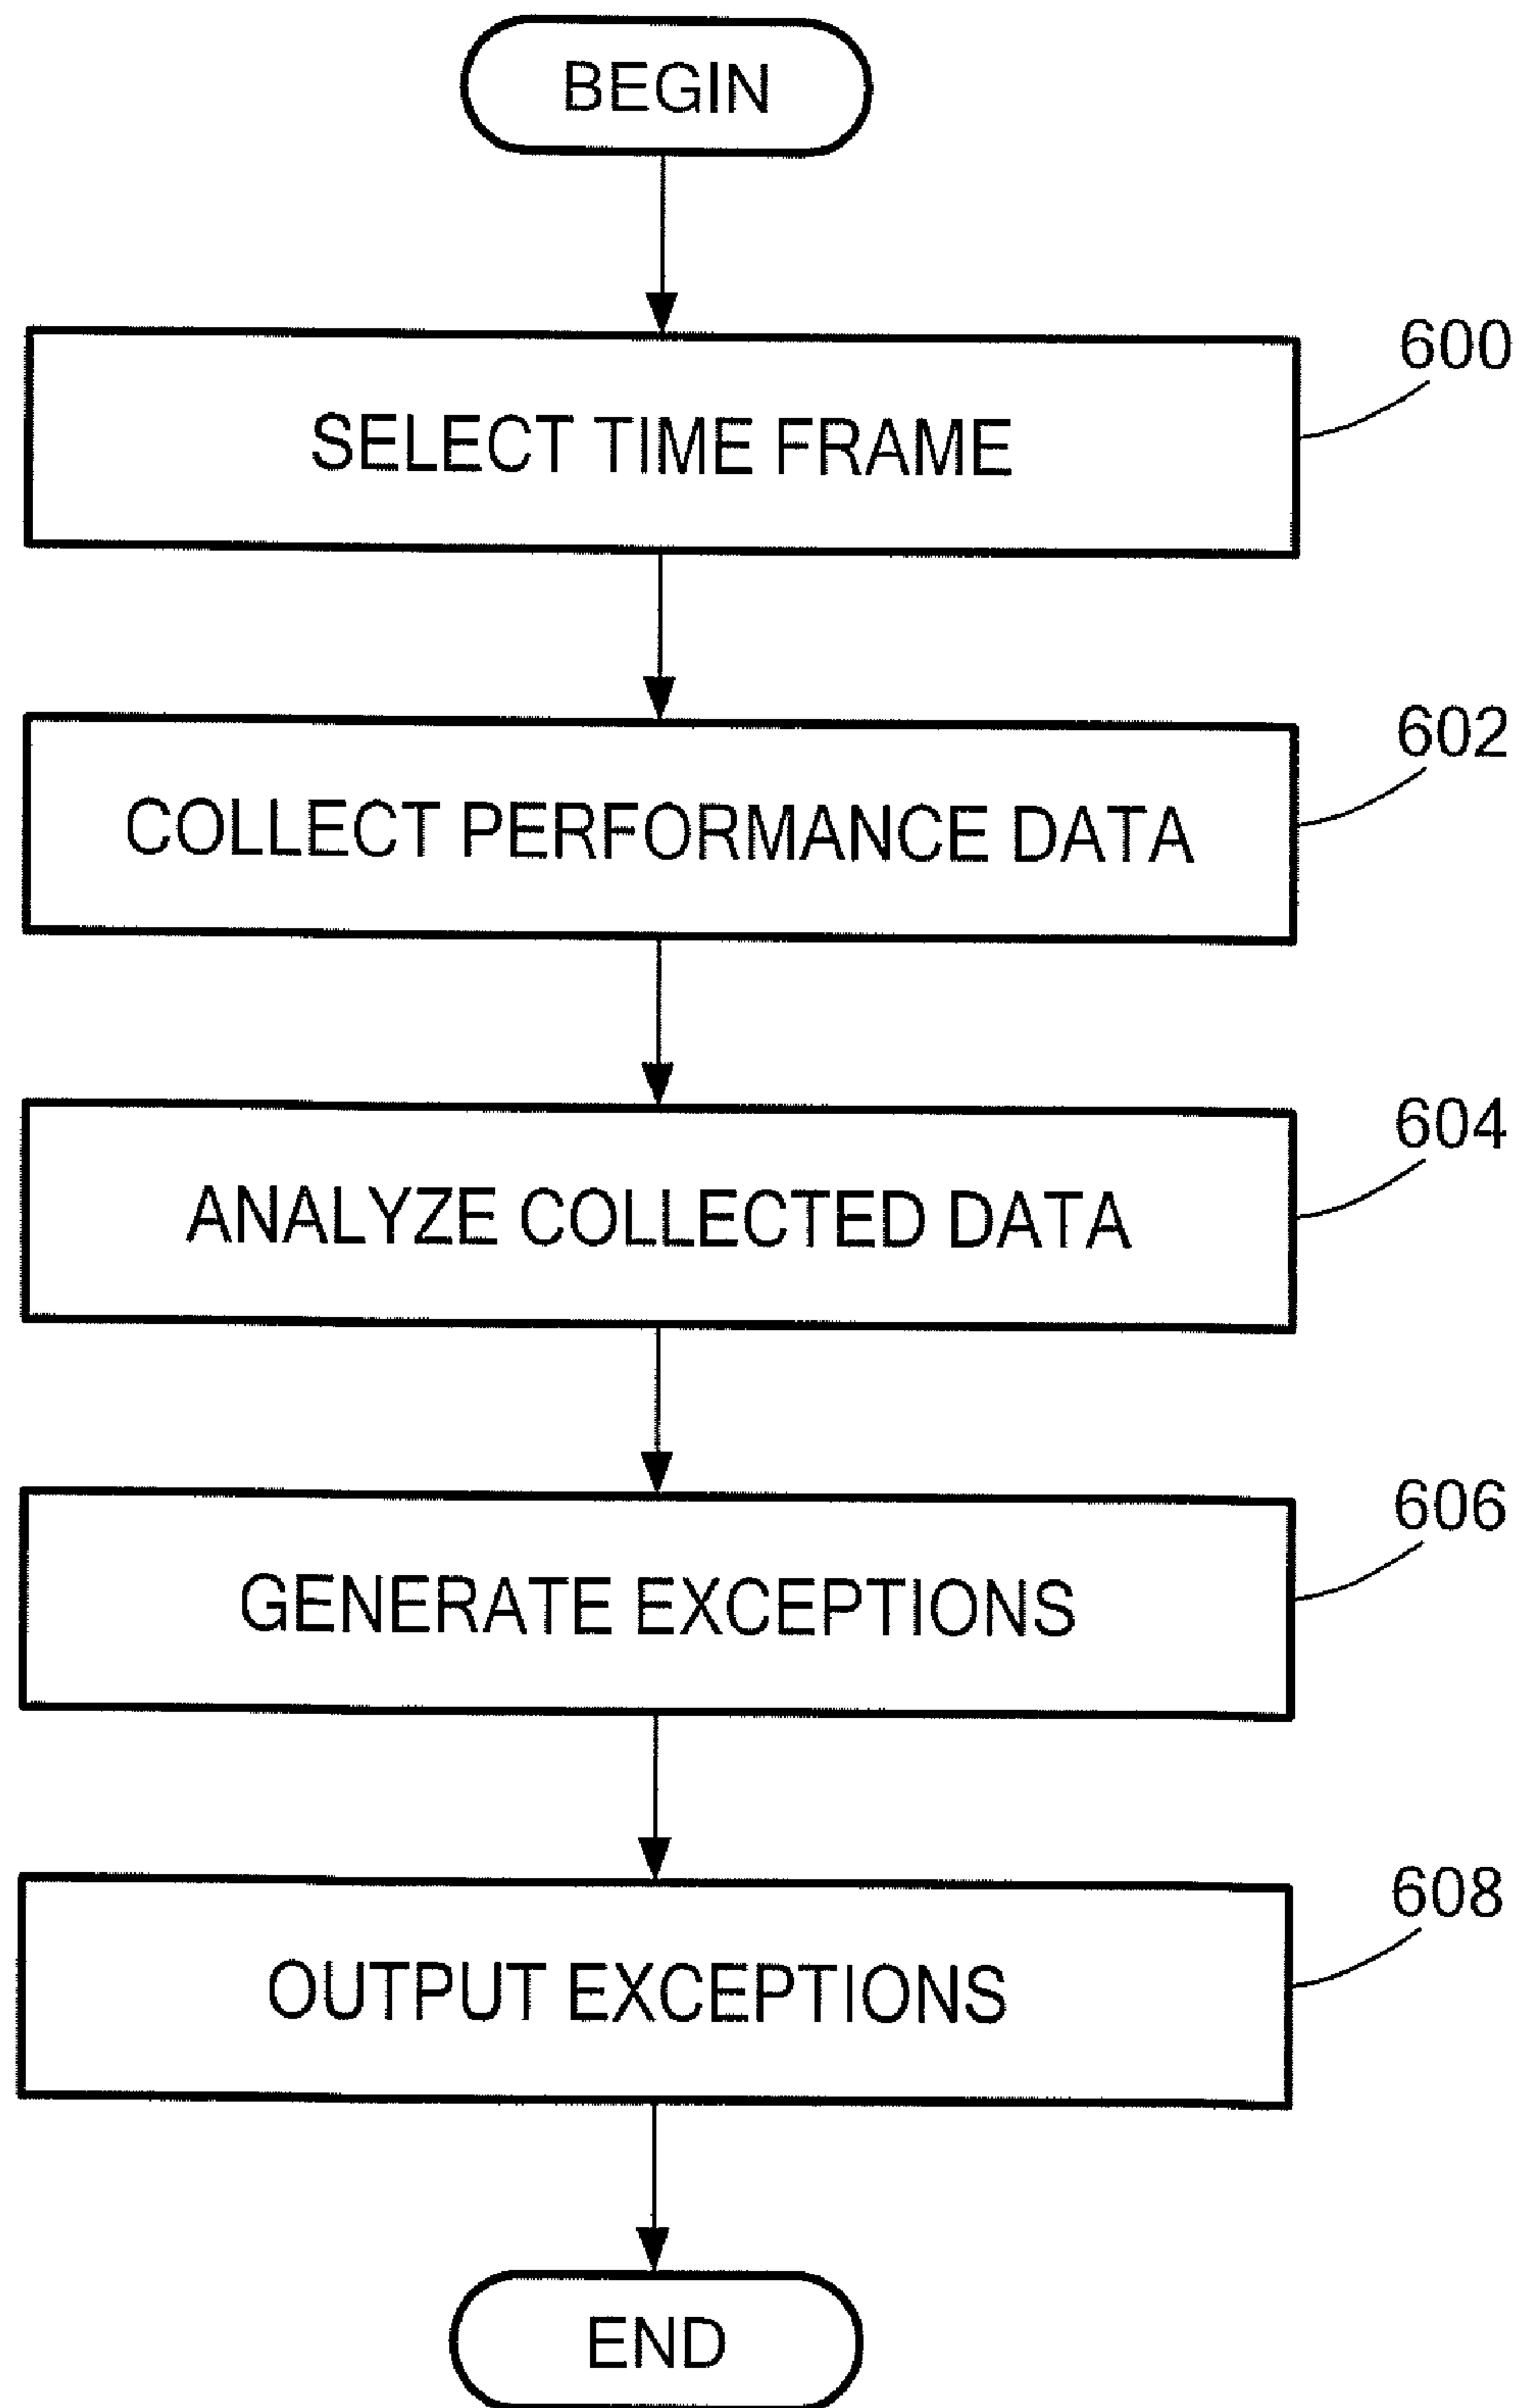 BEGIN
600
SELECT TIME FRAME
602
COLLECT PERFORMANCE DATA
604
ANALYZE COLLECTED DATA
606
GENERATE EXCEPTIONS
608
OUTPUT EXCEPTIONS
END